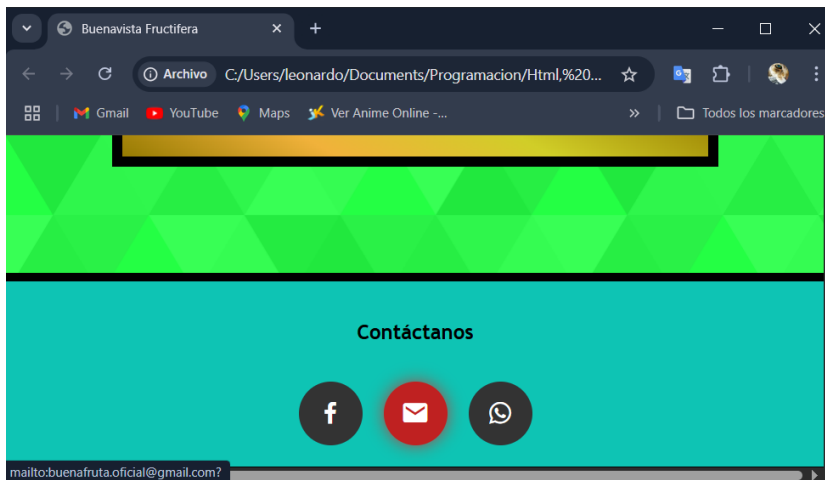 Buenavista Fructifera
Archivo C:/Users/leonardo/Documents/Programacion/Html,%20...
Gmail YouTube Maps Ver Anime Online -... » Todos los marcadores
Contáctanos
mailto:buenafruta.oficial@gmail.com?